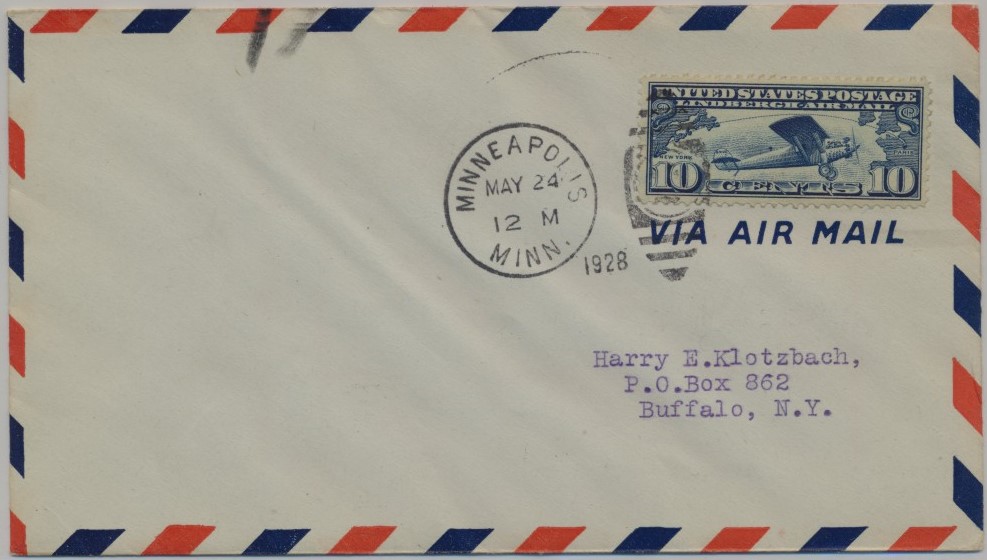 UNITED STATES POSTAGE
LINDBERGH AIR MAIL
NEW YORK
PARIS
10 CENTS 10
VIA AIR MAIL
MINNEAPOLIS
MAY 24
12 M
MINN.
1928
Harry E.Klotzbach,
P.O.Box 862
Buffalo, N.Y.